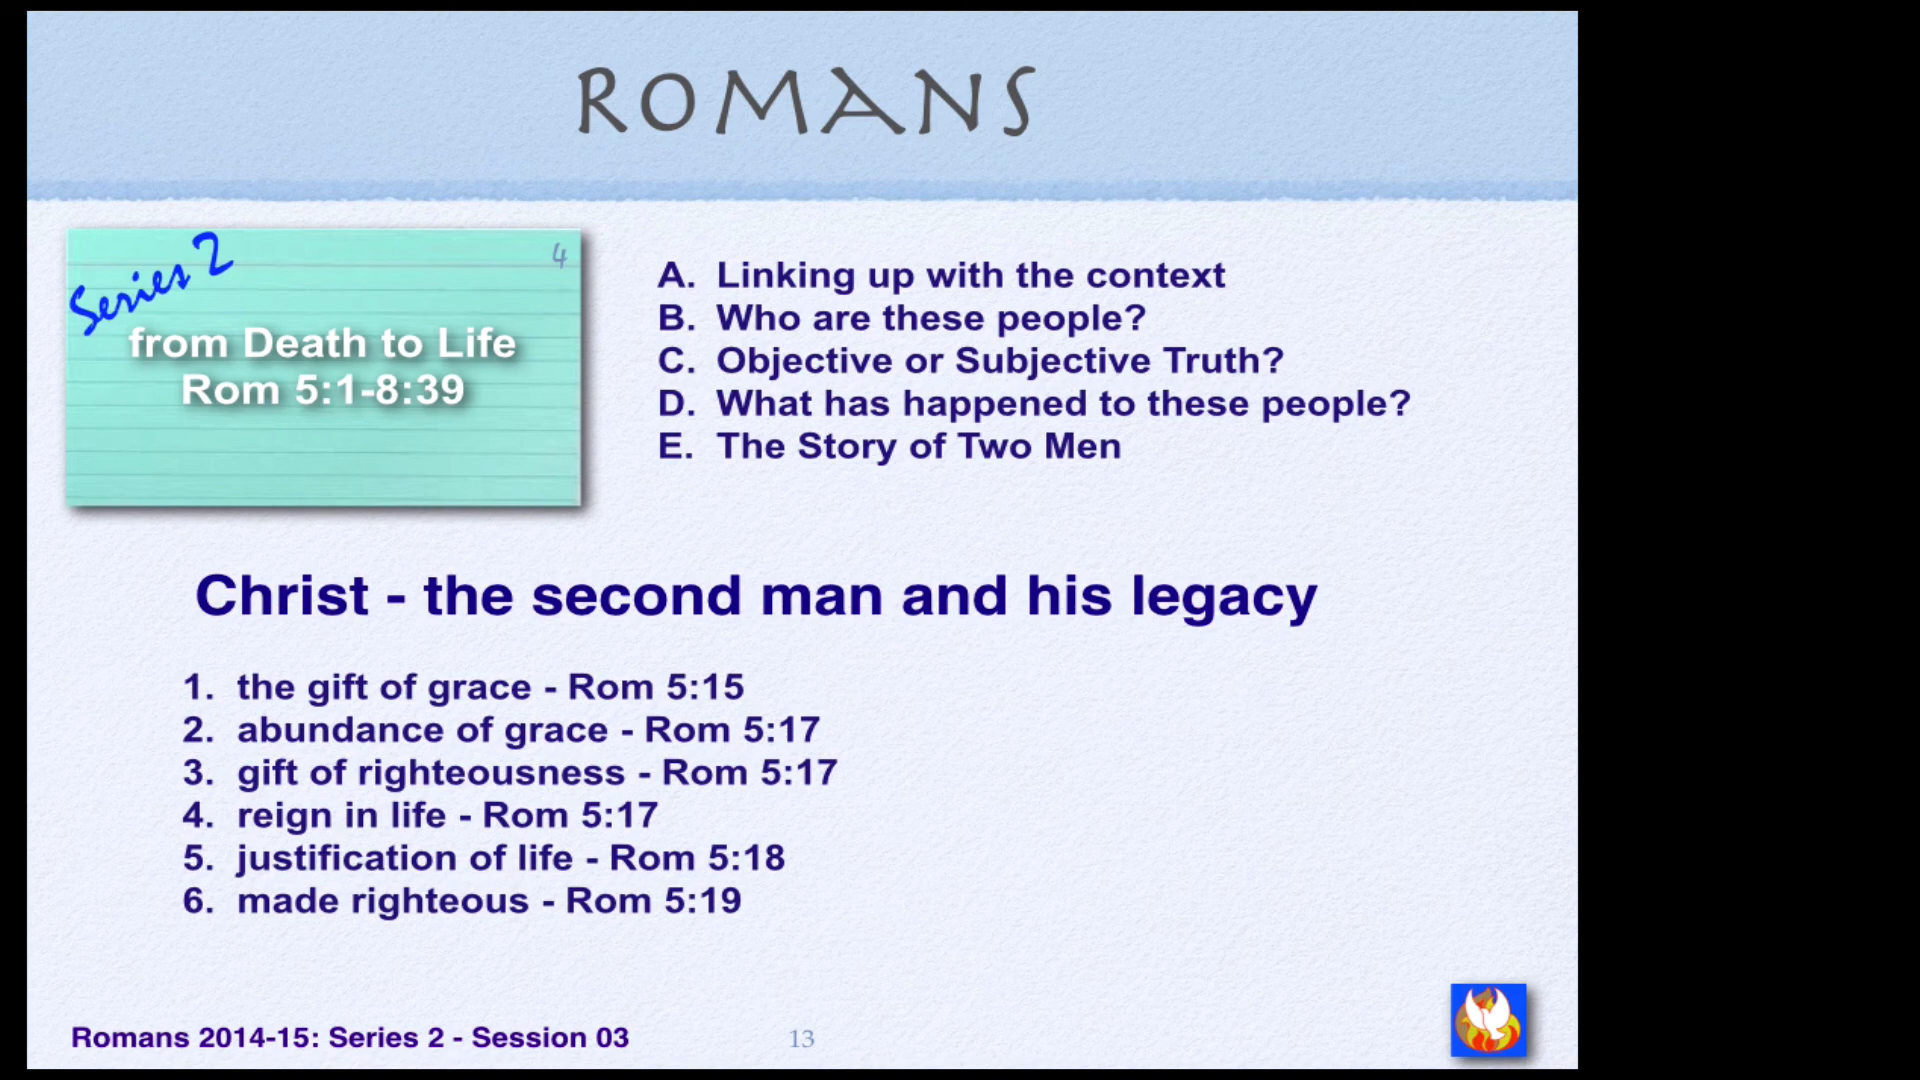 ROMANS
Series 2
4
from Death to Life
Rom 5:1-8:39
A. Linking up with the context
B. Who are these people?
C. Objective or Subjective Truth?
D. What has happened to these people?
E. The Story of Two Men
Christ - the second man and his legacy
1. the gift of grace - Rom 5:15
2. abundance of grace - Rom 5:17
3. gift of righteousness - Rom 5:17
4. reign in life - Rom 5:17
5. justification of life - Rom 5:18
6. made righteous - Rom 5:19
Romans 2014-15: Series 2 - Session 03
13